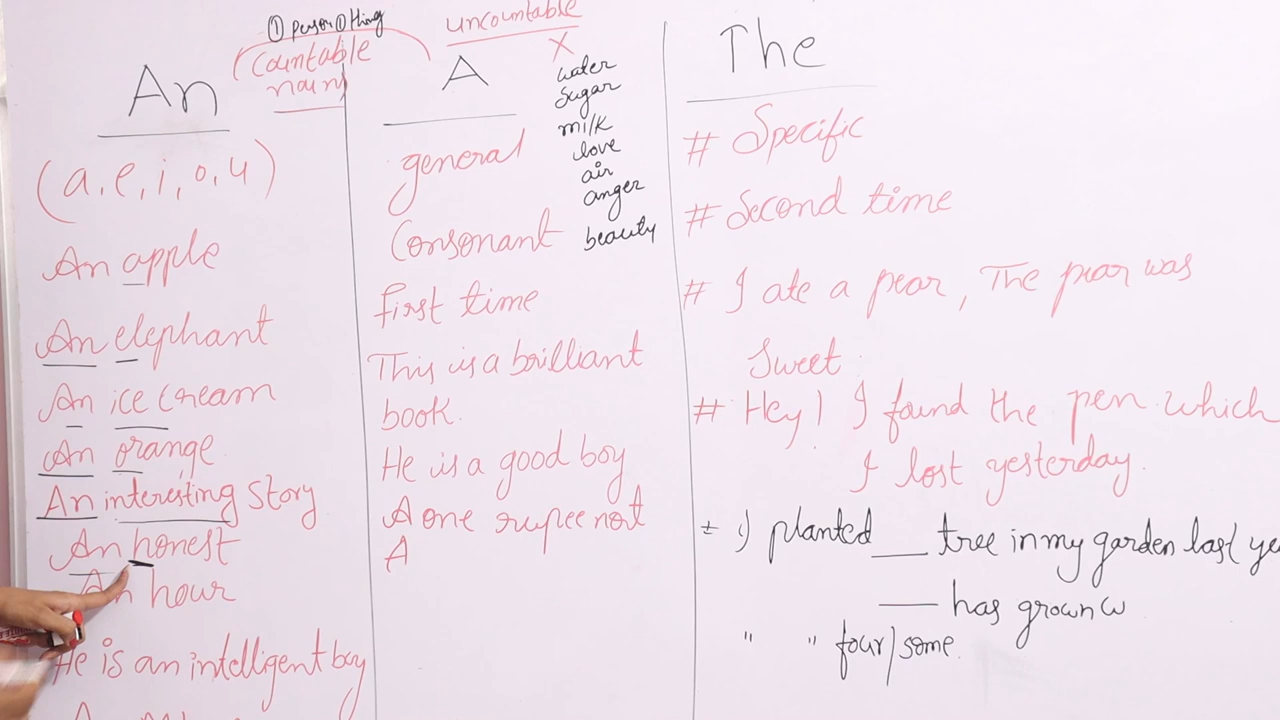 ① person ① thing
(Countable
noun)
An
(a, e, i, o, u)
An apple
An elephant
An ice cream
An orange
An interesting story
An honest
An hour
He is an intelligent boy
uncountable
X
A
water
sugar
milk
love
air
anger
beauty
general
Consonant
first time
This is a brilliant
book.
He is a good boy
A one rupee not
A
The
# Specific
# Second time
# I ate a pear, The pear was
Sweet.
# Hey! I found the pen which
I lost yesterday.
I planted ___ tree in my garden last ye
___ has grown w
" " four/some.